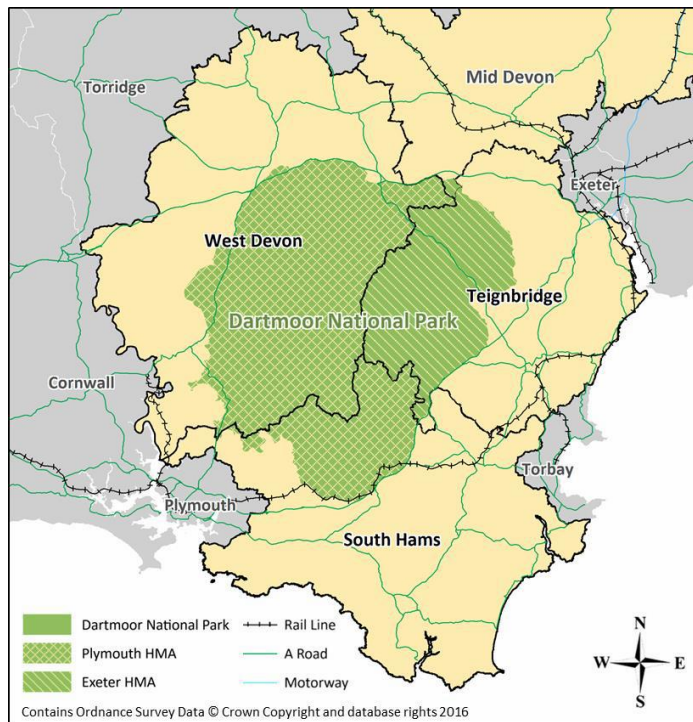 Torridge
Mid Devon
Exeter
West Devon
Teignbridge
Dartmoor National Park
Cornwall
Torbay
Plymouth
South Hams
Dartmoor National Park
Plymouth HMA
Exeter HMA
Rail Line
A Road
Motorway
N
W E
S
Contains Ordnance Survey Data © Crown Copyright and database rights 2016